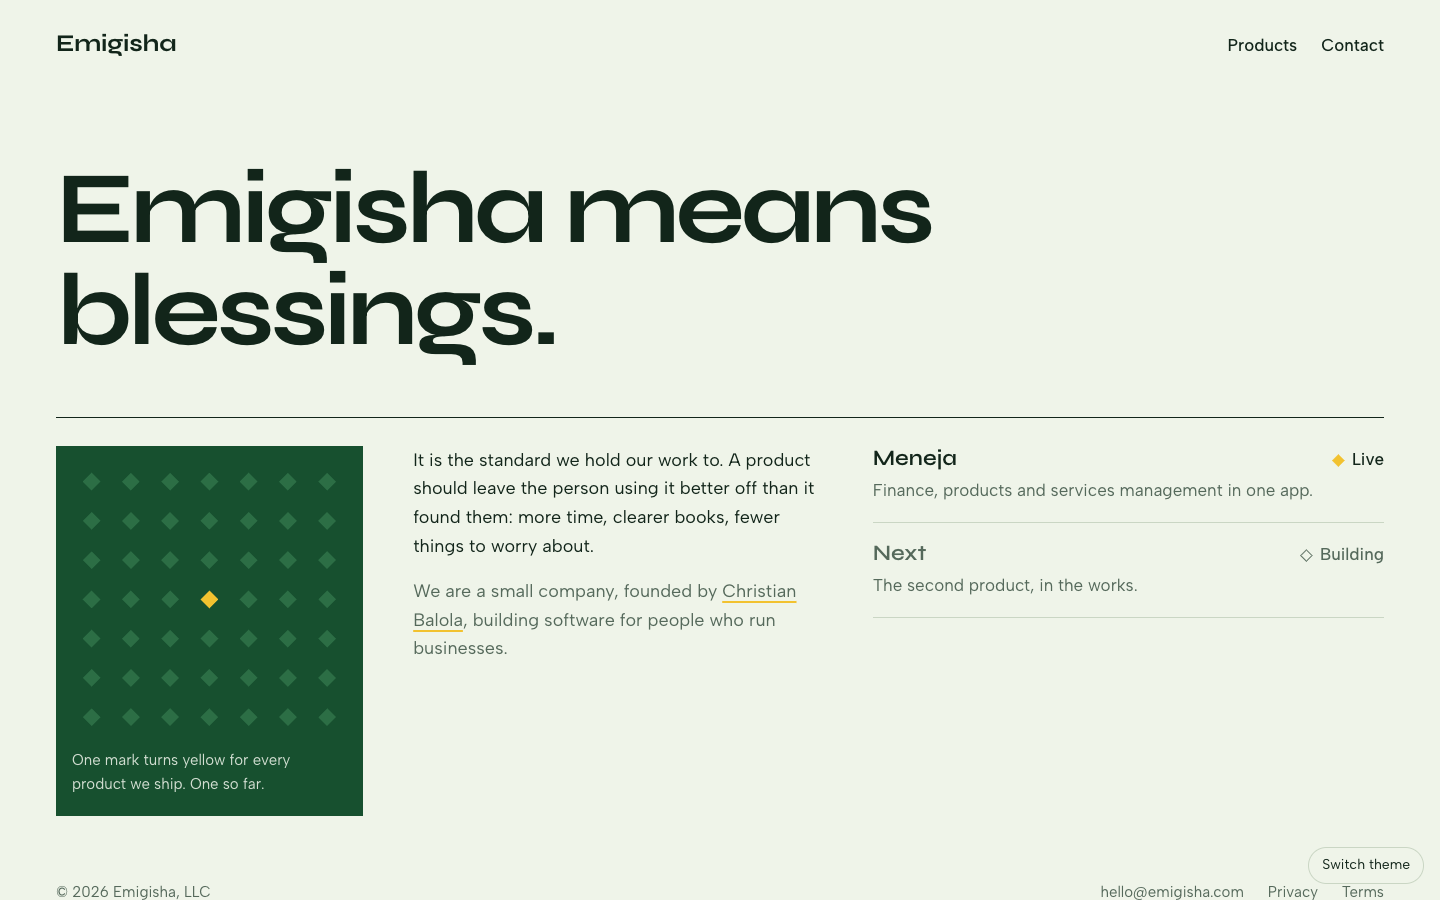 Emigisha
Products
Contact
Emigisha means
blessings.
One mark turns yellow for every
product we ship. One so far.
It is the standard we hold our work to. A product
should leave the person using it better off than it
found them: more time, clearer books, fewer
things to worry about.
We are a small company, founded by Christian
Balola, building software for people who run
businesses.
Meneja
Live
Finance, products and services management in one app.
Next
Building
The second product, in the works.
Switch theme
© 2026 Emigisha, LLC
hello@emigisha.com
Privacy
Terms